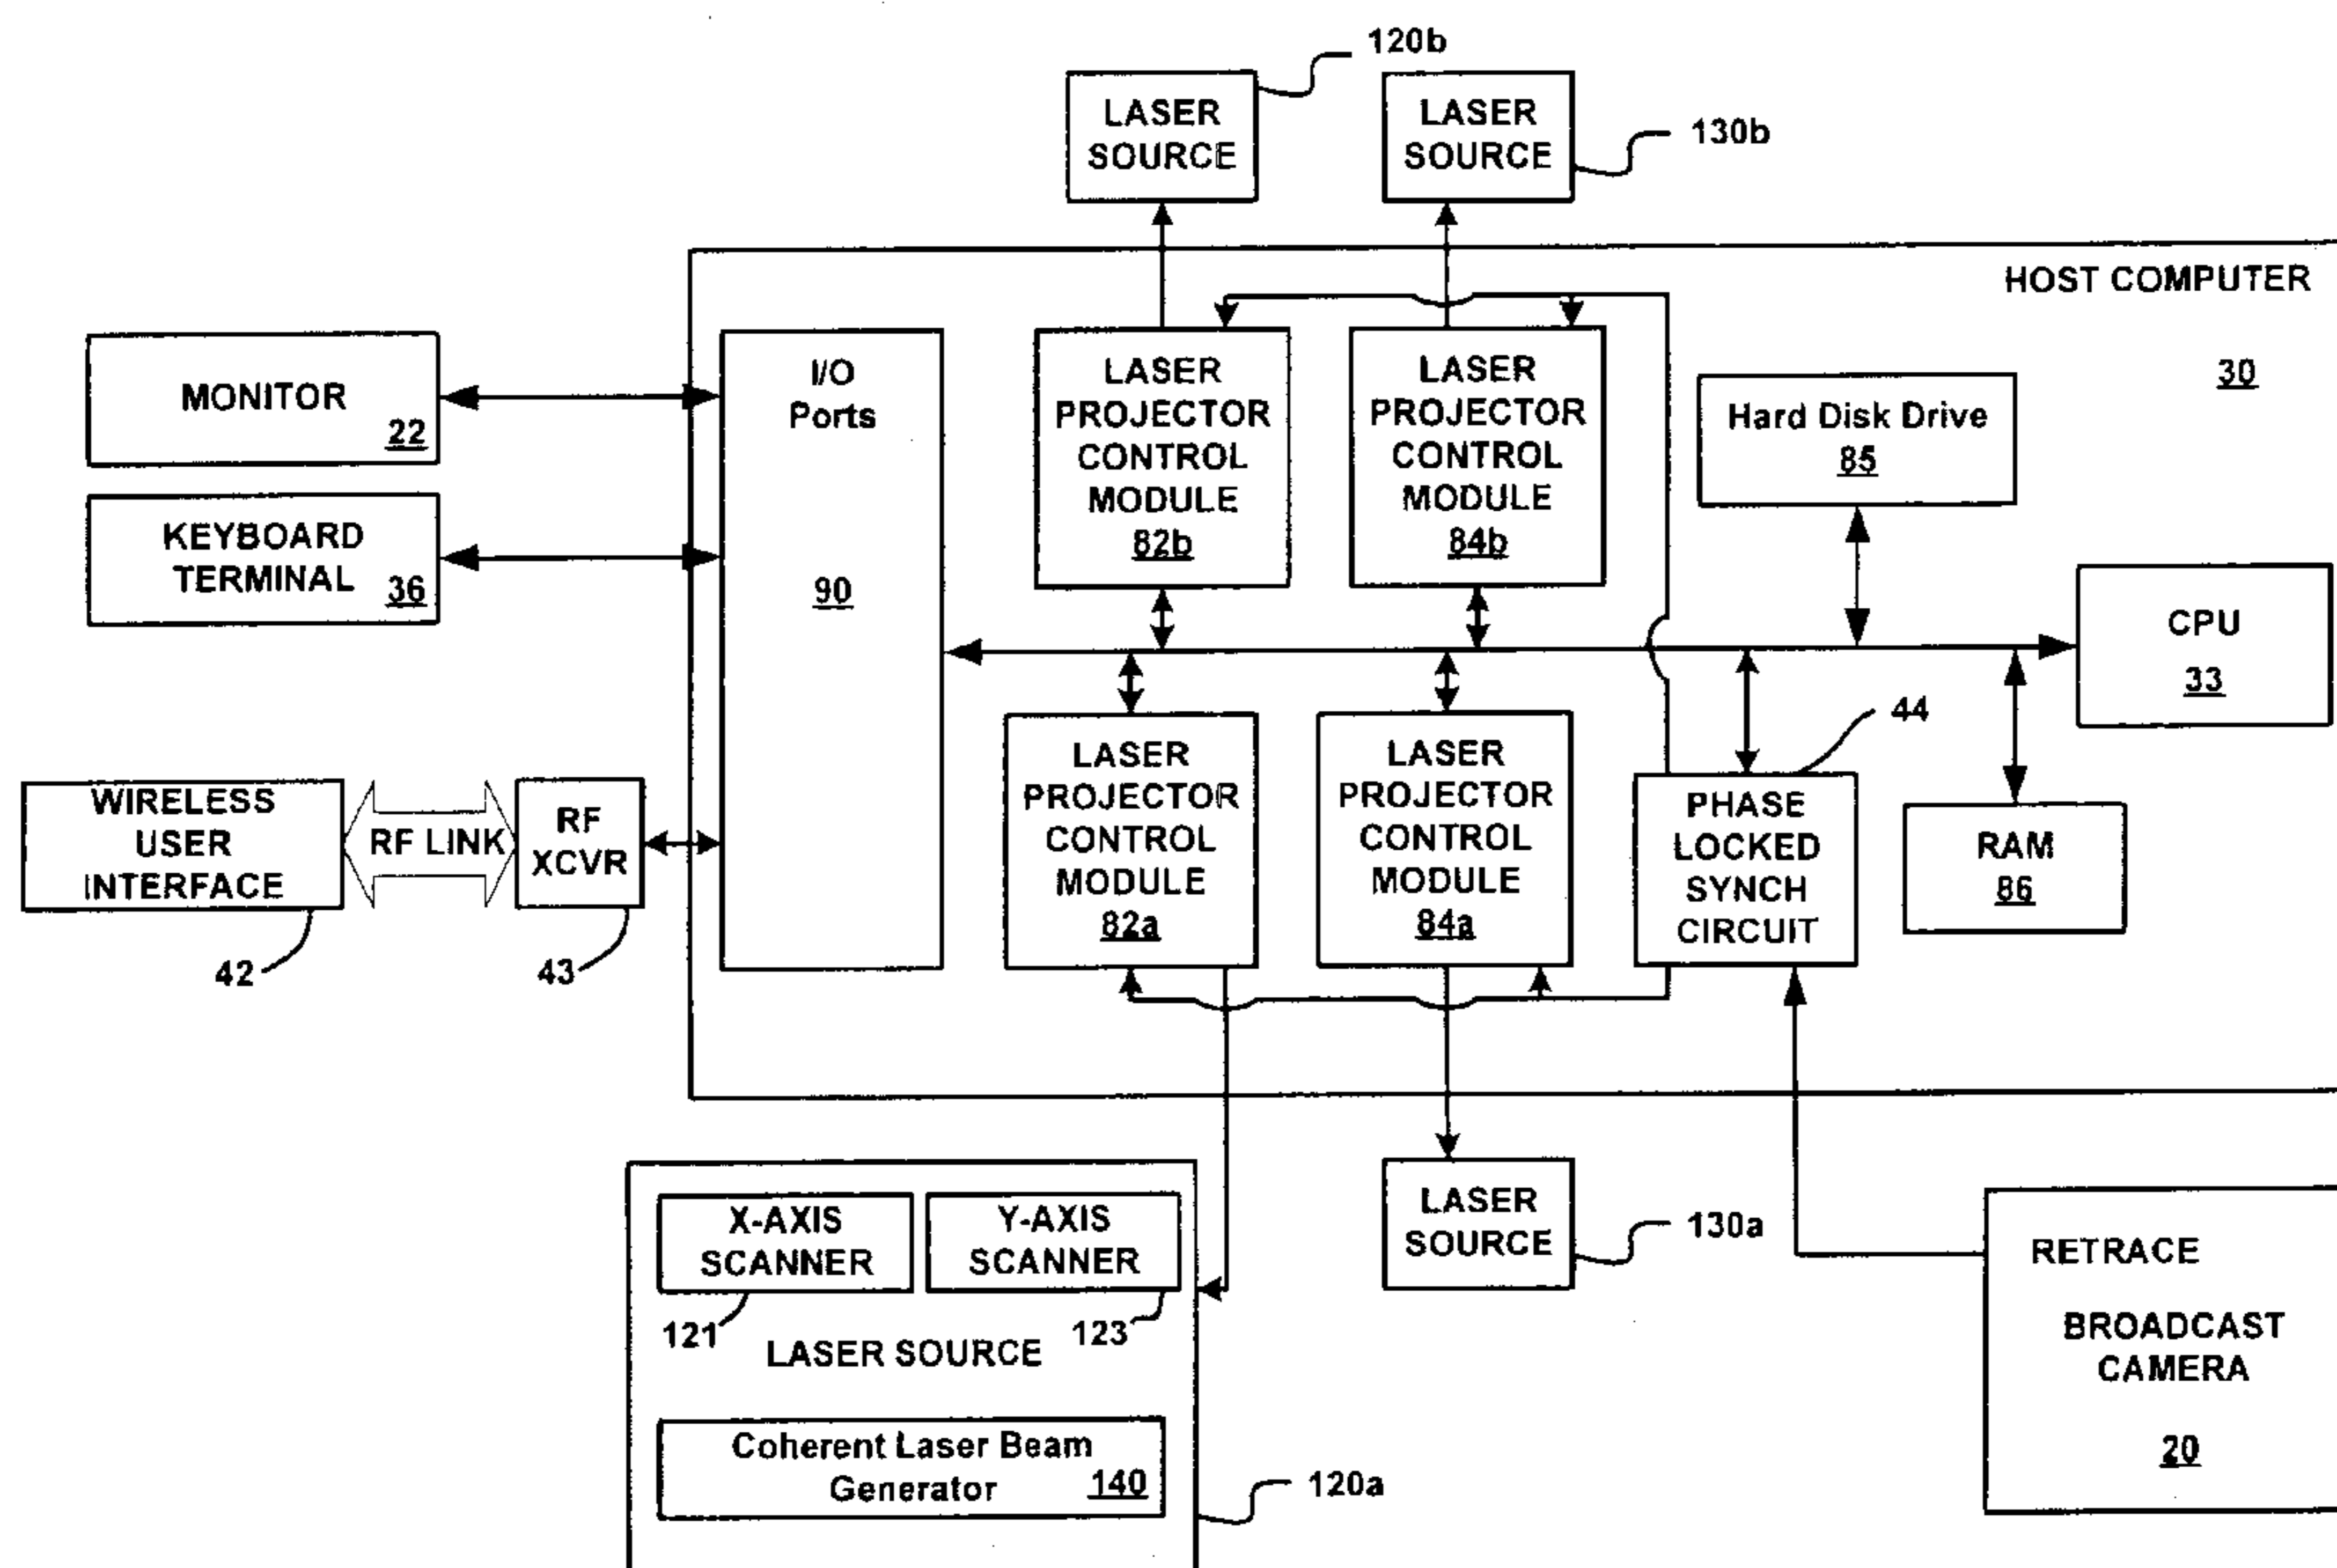 120b
LASER
SOURCE
LASER
SOURCE
130b
HOST COMPUTER
30
MONITOR
22
KEYBOARD
TERMINAL
36
I/O
Ports
90
LASER
PROJECTOR
CONTROL
MODULE
82b
LASER
PROJECTOR
CONTROL
MODULE
84b
Hard Disk Drive
85
CPU
33
WIRELESS
USER
INTERFACE
42
RF LINK
RF
XCVR
43
LASER
PROJECTOR
CONTROL
MODULE
82a
LASER
PROJECTOR
CONTROL
MODULE
84a
44
PHASE
LOCKED
SYNCH
CIRCUIT
RAM
86
X-AXIS
SCANNER
121
Y-AXIS
SCANNER
123
LASER SOURCE
Coherent Laser Beam
Generator
140
120a
LASER
SOURCE
130a
RETRACE
BROADCAST
CAMERA
20